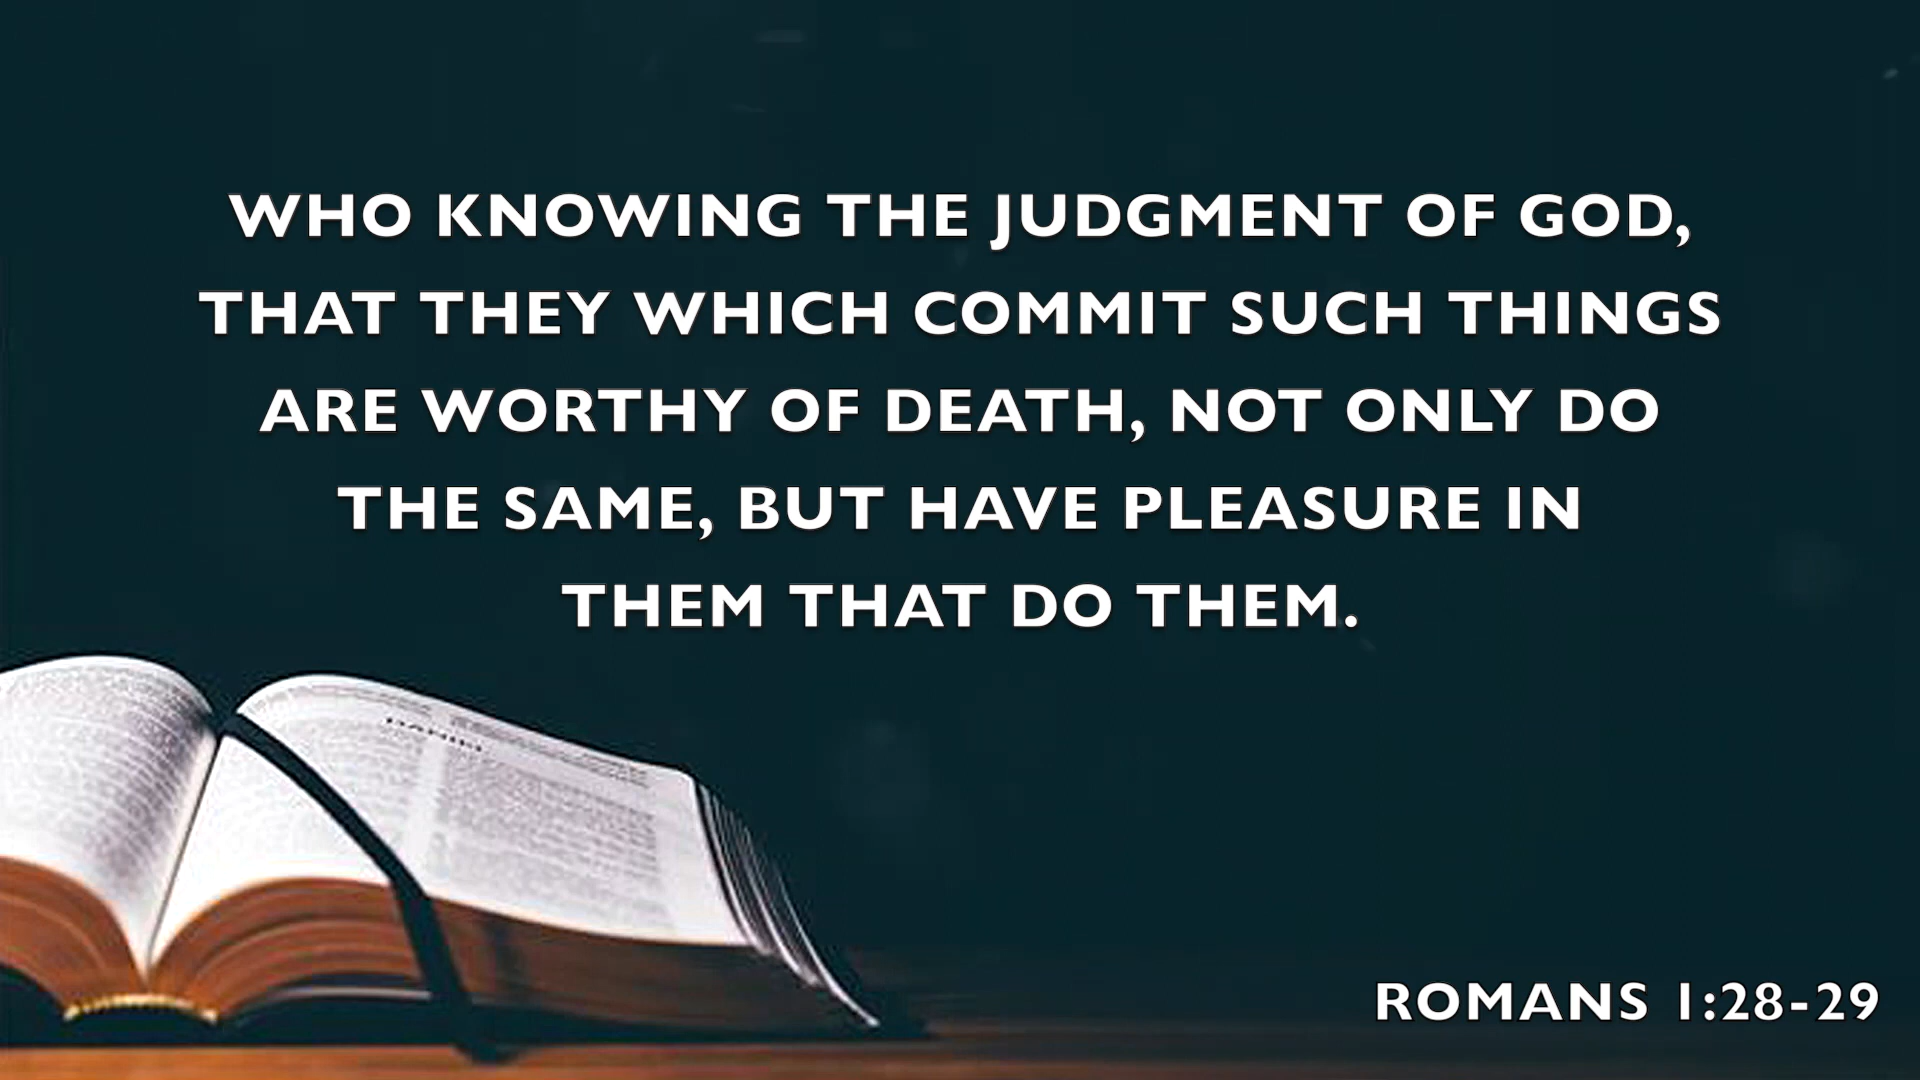 WHO KNOWING THE JUDGMENT OF GOD,
THAT THEY WHICH COMMIT SUCH THINGS
ARE WORTHY OF DEATH, NOT ONLY DO
THE SAME, BUT HAVE PLEASURE IN
THEM THAT DO THEM.
DANIEL
ROMANS 1:28-29